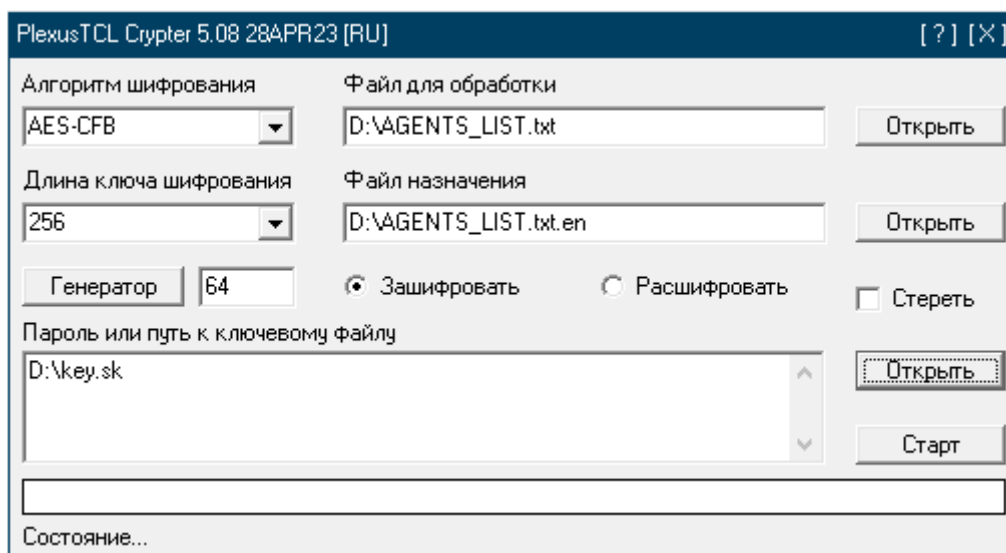 PlexusTCL Crypter 5.08 28APR23 [RU] [ ? ] [X]
Алгоритм шифрования Файл для обработки
AES-CFB D:\AGENTS_LIST.txt Открыть
Длина ключа шифрования Файл назначения
256 D:\AGENTS_LIST.txt.en Открыть
Генератор 64 Зашифровать Расшифровать Стереть
Пароль или путь к ключевому файлу
D:\key.sk Открыть
Старт
Состояние...